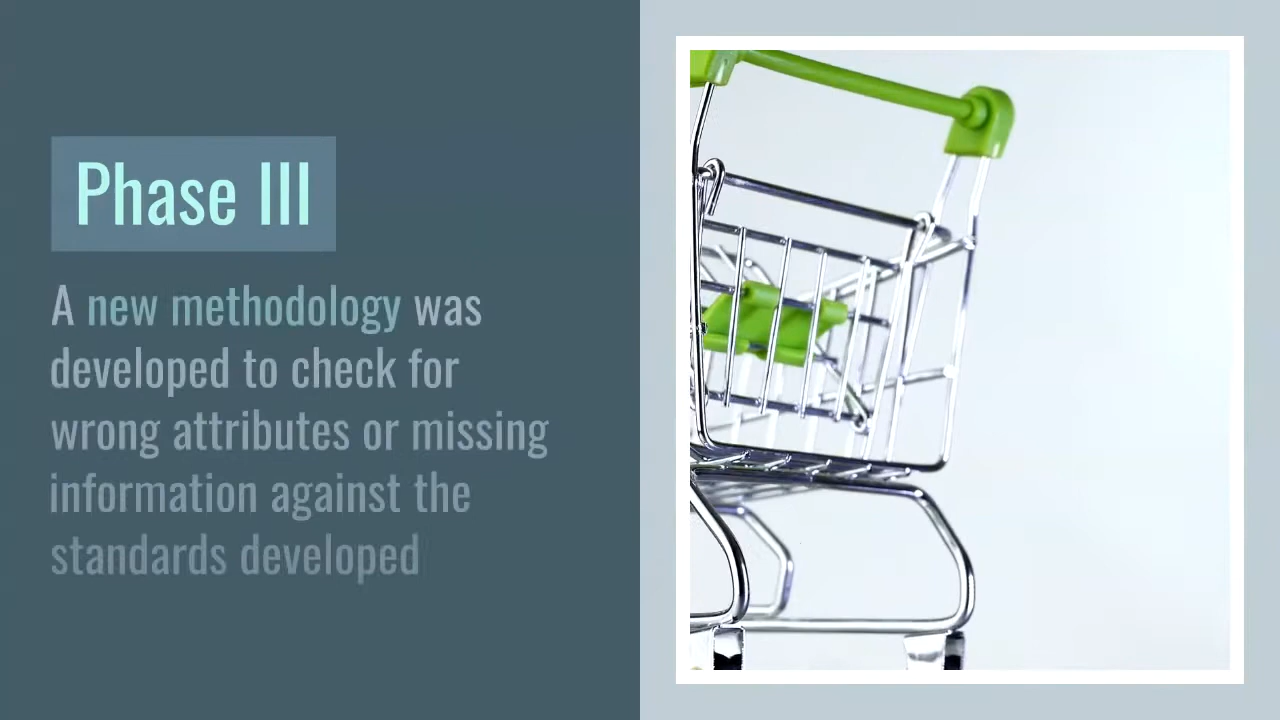 Phase III
A new methodology was
developed to check for
wrong attributes or missing
information against the
standards developed